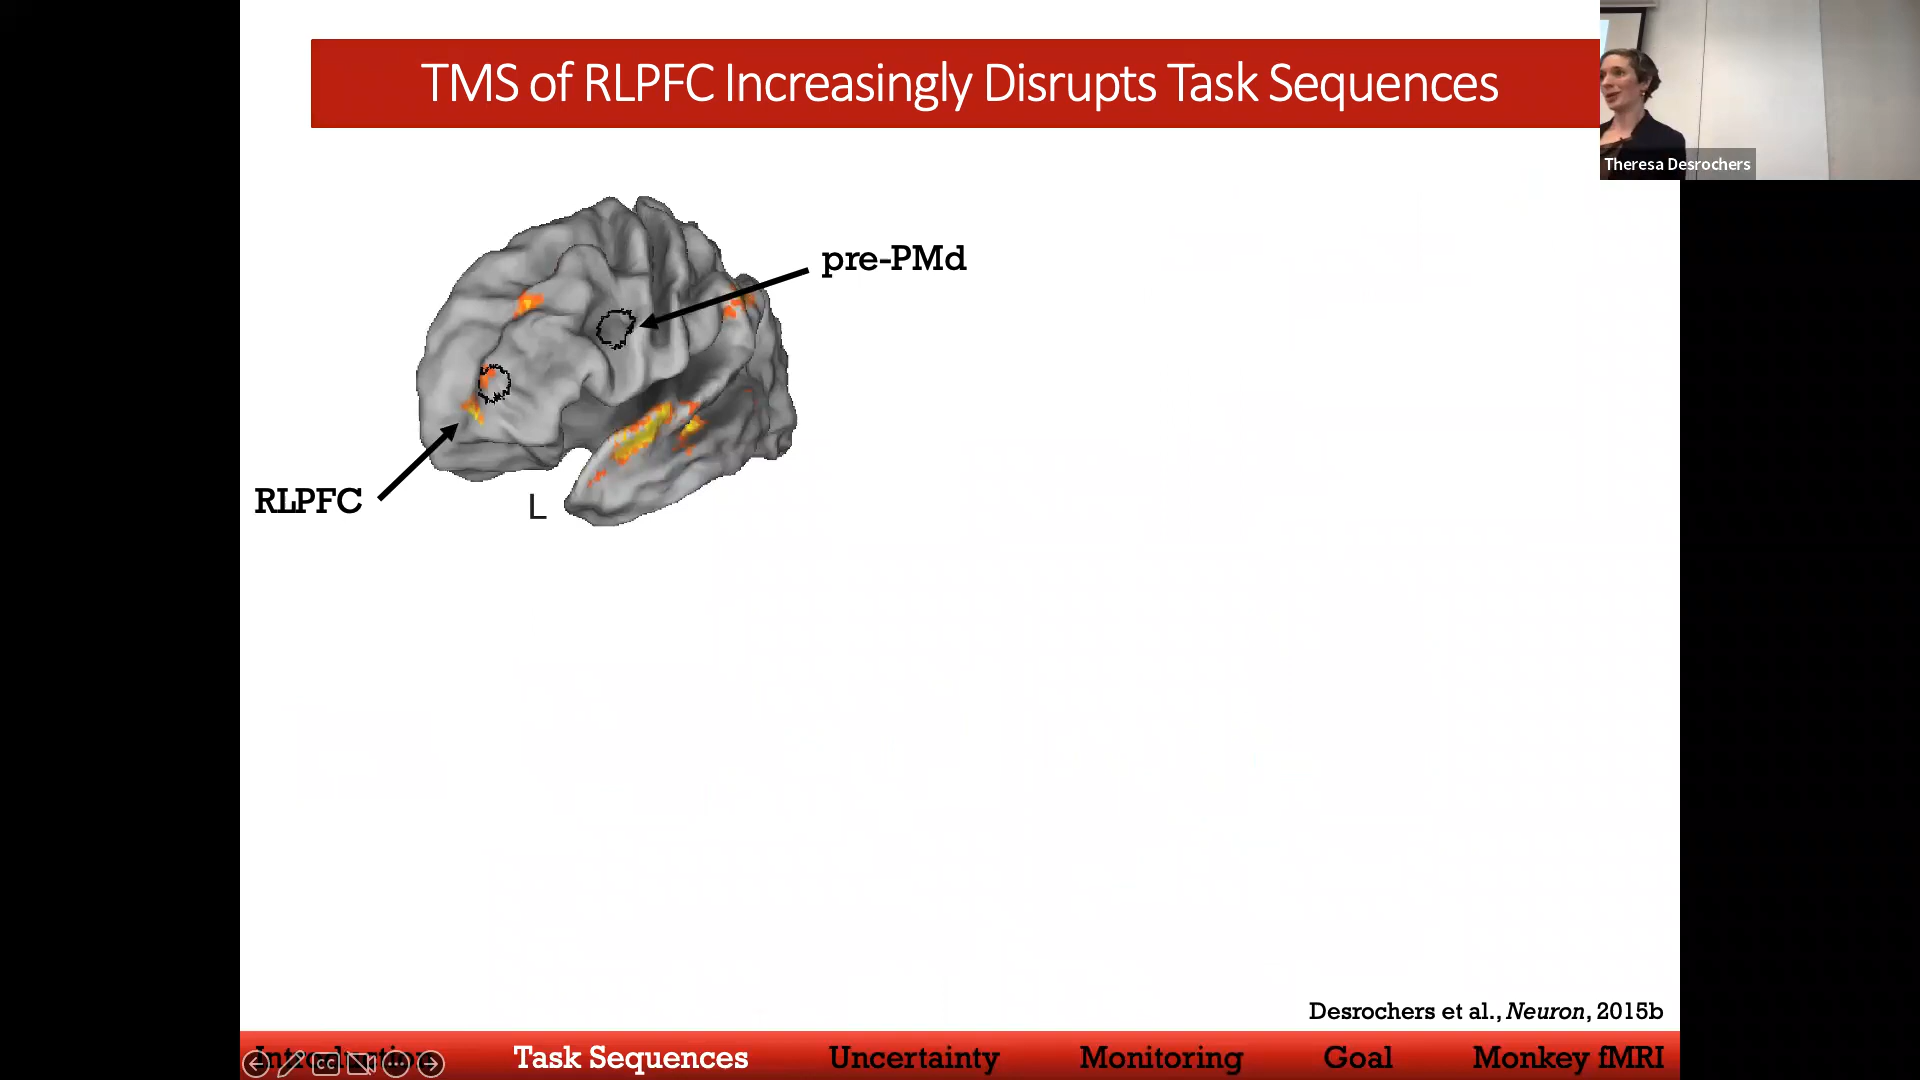 TMS of RLPFC Increasingly Disrupts Task Sequences
Theresa Desrochers
pre-PMd
RLPFC
L
Desrochers et al., Neuron, 2015b
Introduction Task Sequences Uncertainty Monitoring Goal Monkey fMRI